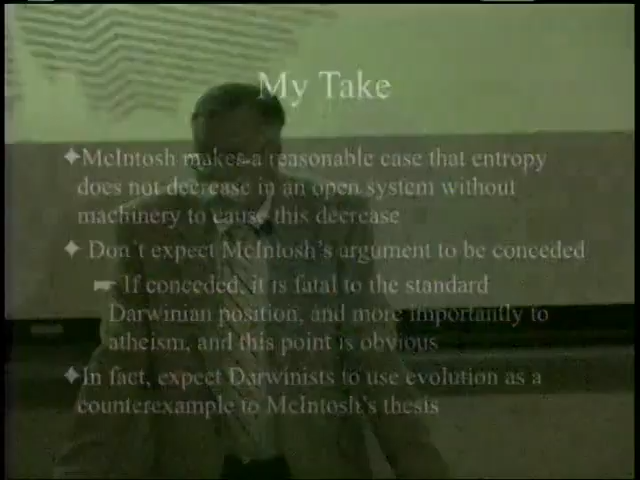 My Take
McIntosh makes a reasonable case that entropy
does not decrease in an open system without
machinery to cause this decrease
Don't expect McIntosh's argument to be conceeded
If conceeded, it is fatal to the standard
Darwinian position, and more importantly to
atheism, and this point is obvious
In fact, expect Darwinists to use evolution as a
counterexample to McIntosh's thesis